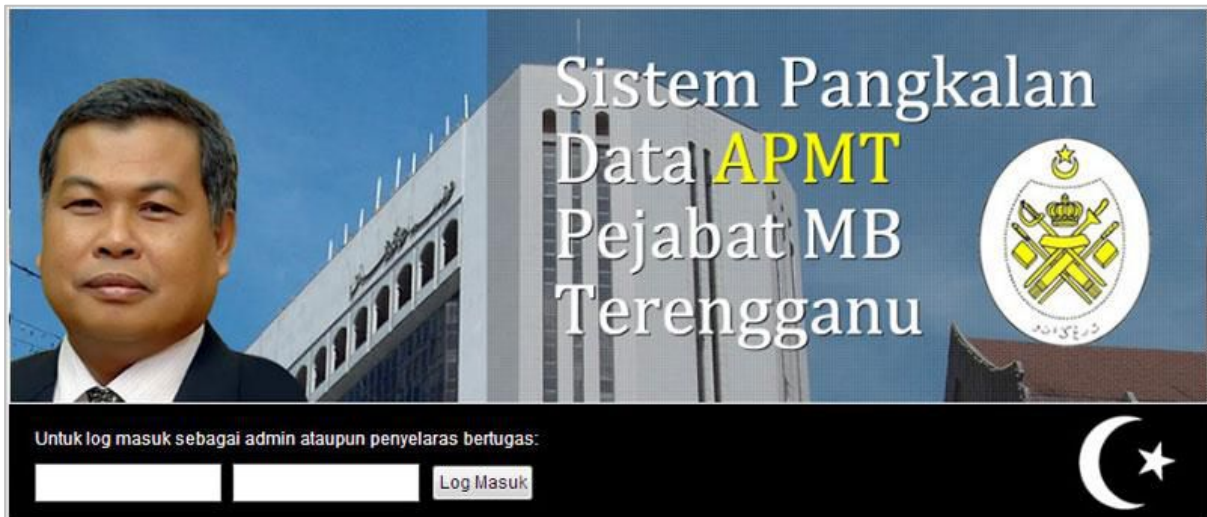 Sistem Pangkalan
Data APMT
Pejabat MB
Terengganu
Untuk log masuk sebagai admin ataupun penyelaras bertugas:
Log Masuk